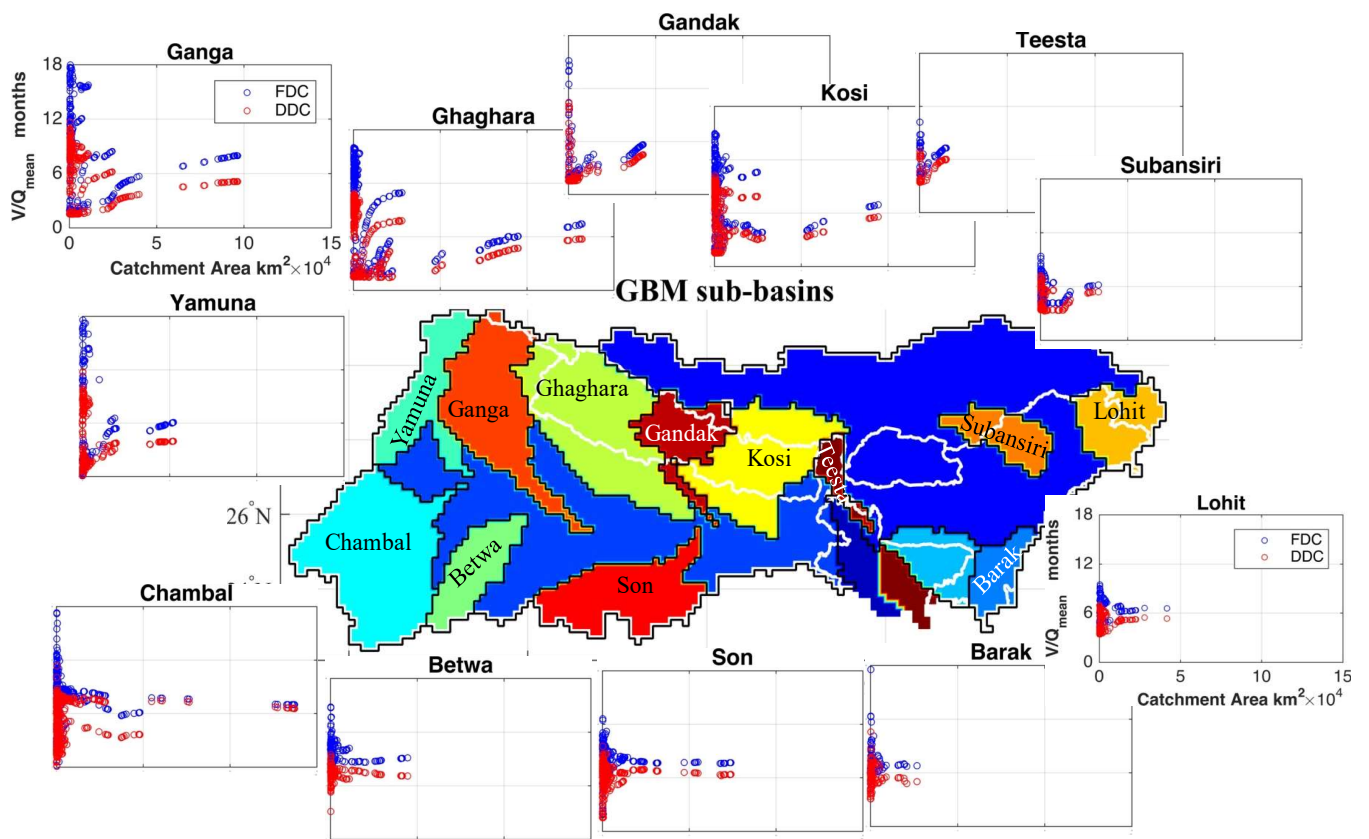 Gandak
Teesta
Ganga
Kosi
Ghaghara
Subansiri
18
12
6
0
V/Q_mean months
FDC
DDC
0 5 10 15
Catchment Area km²×10⁴
GBM sub-basins
Yamuna
Yamuna
Ganga
Ghaghara
Gandak
Kosi
Teesta
Subansiri
Lohit
26°N
Chambal
Betwa
Son
Barak
Lohit
18
12
6
0
V/Q_mean months
FDC
DDC
0 5 10 15
Catchment Area km²×10⁴
Chambal
Betwa
Son
Barak